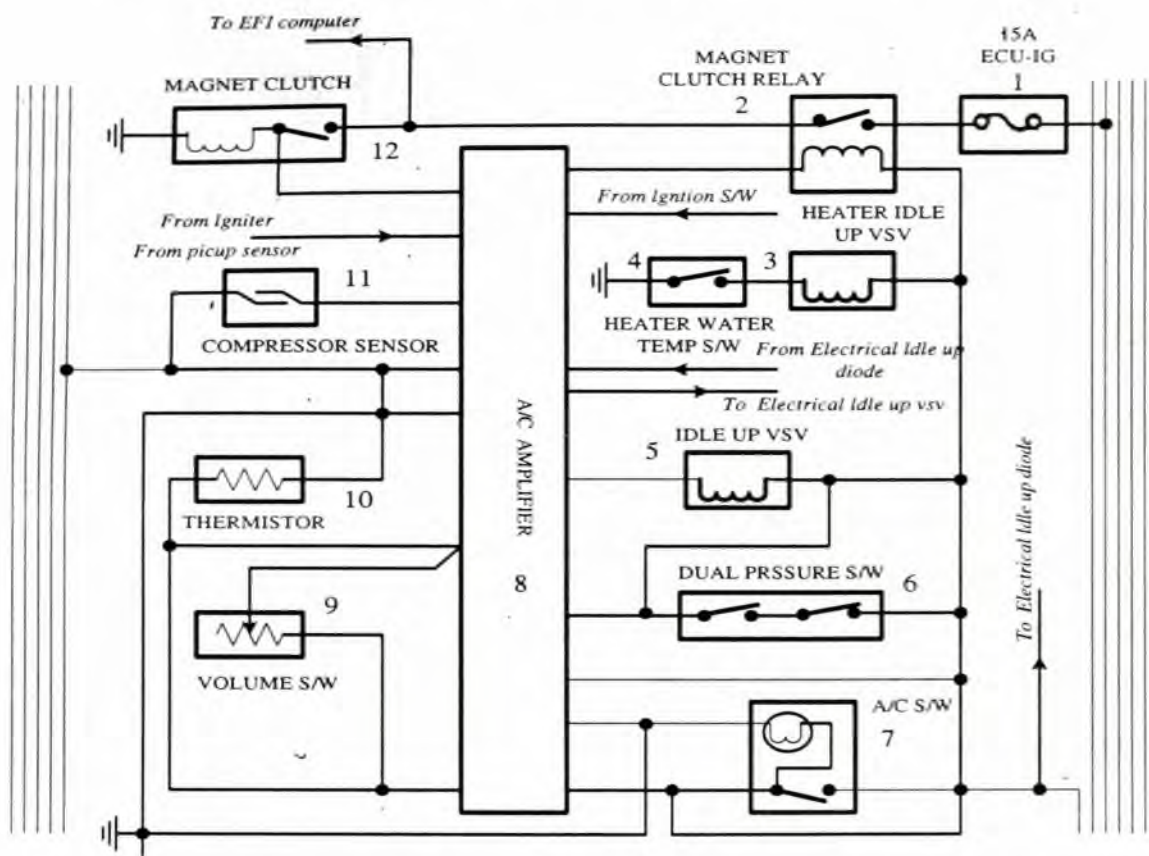 To EFI computer
15A
ECU-IG
1
MAGNET
CLUTCH RELAY
2
MAGNET CLUTCH
12
From Igntion S/W
HEATER IDLE
UP VSV
From Igniter
From picup sensor
11
4
3
COMPRESSOR SENSOR
HEATER WATER
TEMP S/W
From Electrical Idle up
diode
To Electrical Idle up vsv
A/C AMPLIFIER
8
5
IDLE UP VSV
10
THERMISTOR
DUAL PRSSURE S/W
6
9
VOLUME S/W
A/C S/W
7
To Electrical Idle up diode